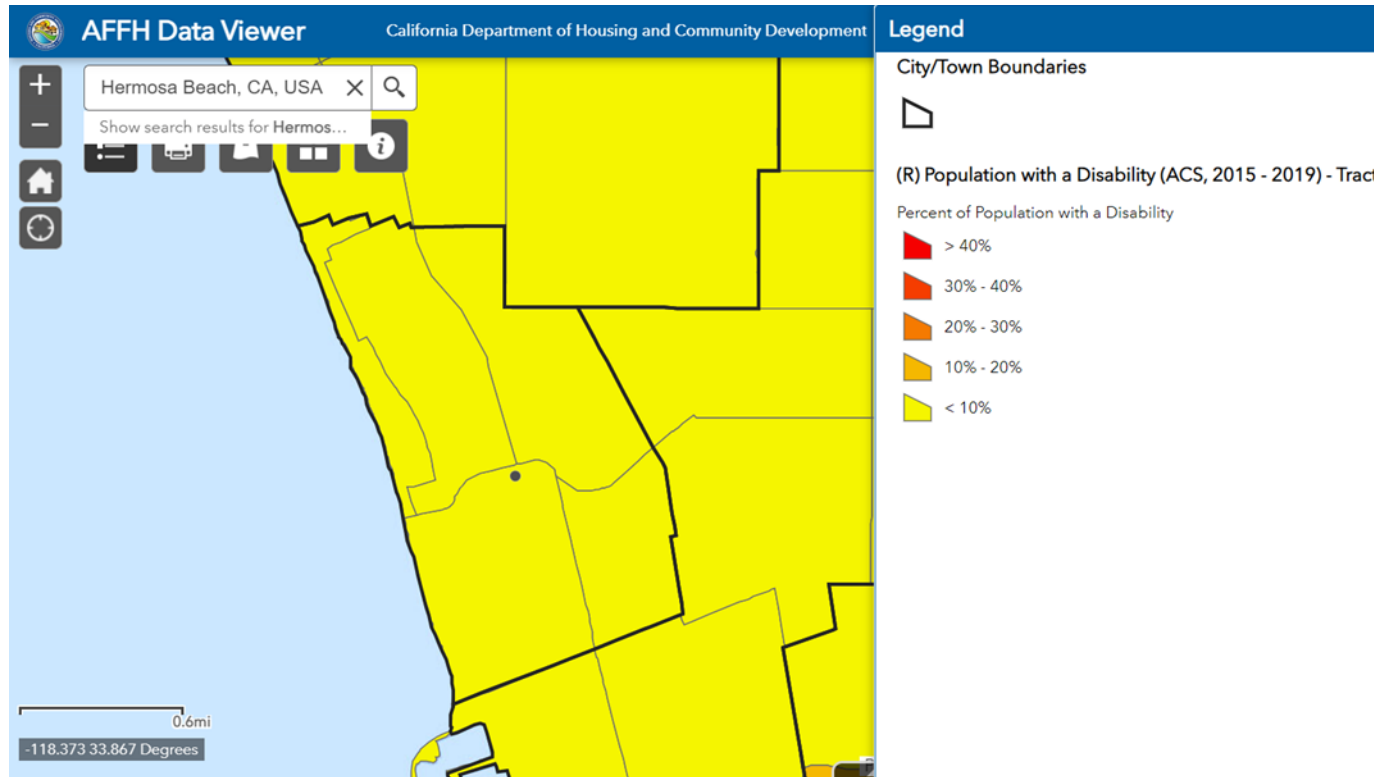 AFFH Data Viewer
California Department of Housing and Community Development
Hermosa Beach, CA, USA
Show search results for Hermos...
0.6mi
-118.373 33.867 Degrees
Legend
City/Town Boundaries
(R) Population with a Disability (ACS, 2015 - 2019) - Tract
Percent of Population with a Disability
> 40%
30% - 40%
20% - 30%
10% - 20%
< 10%